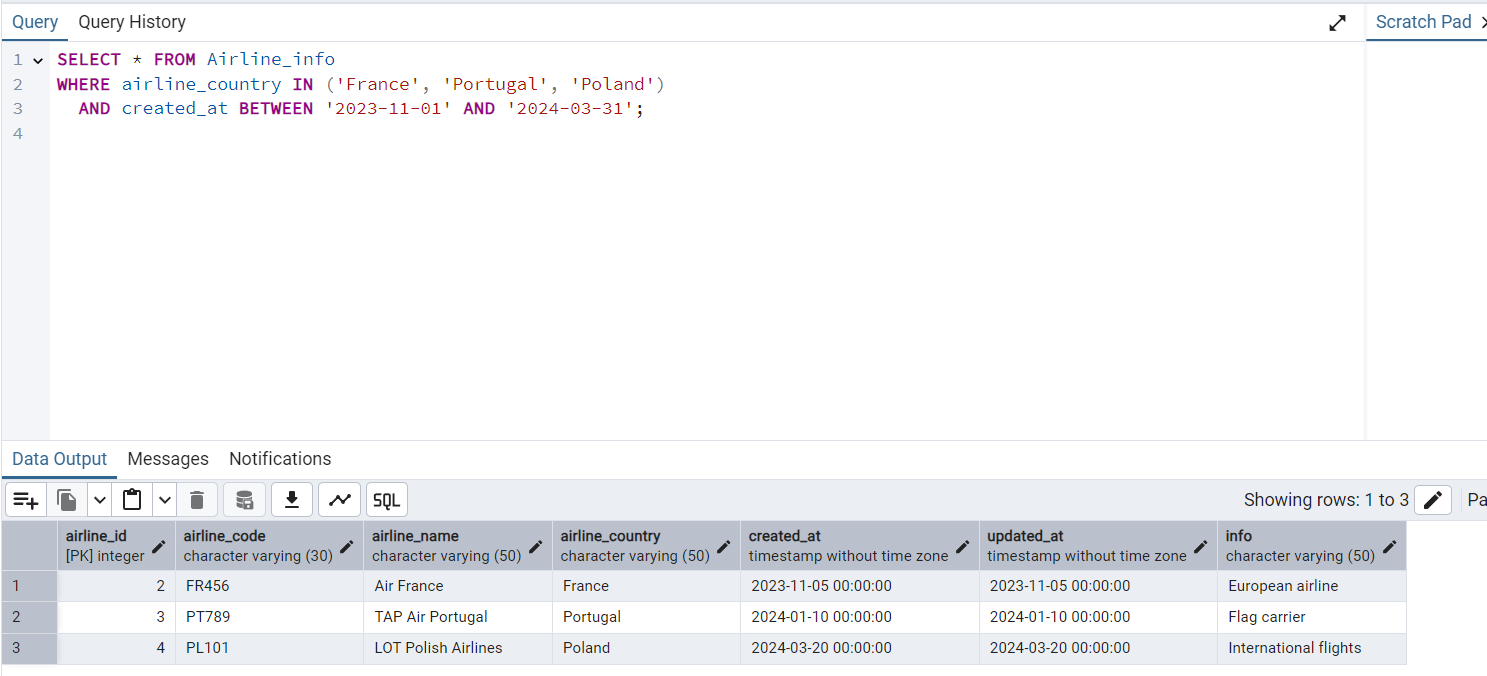 Query Query History Scratch Pad
1 SELECT * FROM Airline_info
2 WHERE airline_country IN ('France', 'Portugal', 'Poland')
3 AND created_at BETWEEN '2023-11-01' AND '2024-03-31';
4
Data Output Messages Notifications
SQL Showing rows: 1 to 3 Pa
airline_id airline_code airline_name airline_country created_at updated_at info
[PK] integer character varying (30) character varying (50) character varying (50) timestamp without time zone timestamp without time zone character varying (50)
1 2 FR456 Air France France 2023-11-05 00:00:00 2023-11-05 00:00:00 European airline
2 3 PT789 TAP Air Portugal Portugal 2024-01-10 00:00:00 2024-01-10 00:00:00 Flag carrier
3 4 PL101 LOT Polish Airlines Poland 2024-03-20 00:00:00 2024-03-20 00:00:00 International flights